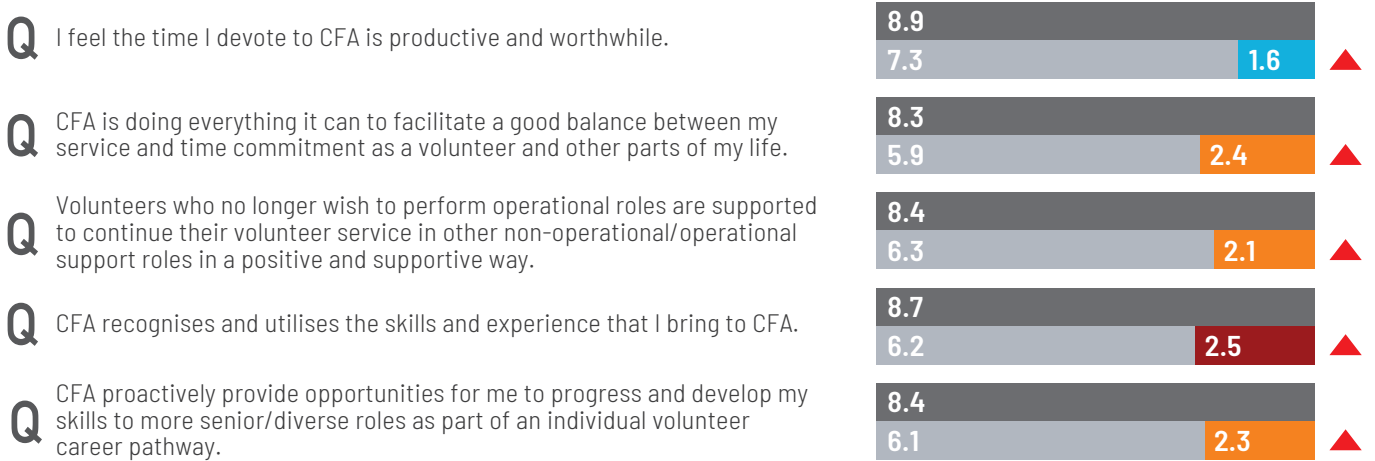 Q I feel the time I devote to CFA is productive and worthwhile.
8.9
7.3 1.6
Q CFA is doing everything it can to facilitate a good balance between my
service and time commitment as a volunteer and other parts of my life.
8.3
5.9 2.4
Q Volunteers who no longer wish to perform operational roles are supported
to continue their volunteer service in other non-operational/operational
support roles in a positive and supportive way.
8.4
6.3 2.1
Q CFA recognises and utilises the skills and experience that I bring to CFA.
8.7
6.2 2.5
Q CFA proactively provide opportunities for me to progress and develop my
skills to more senior/diverse roles as part of an individual volunteer
career pathway.
8.4
6.1 2.3